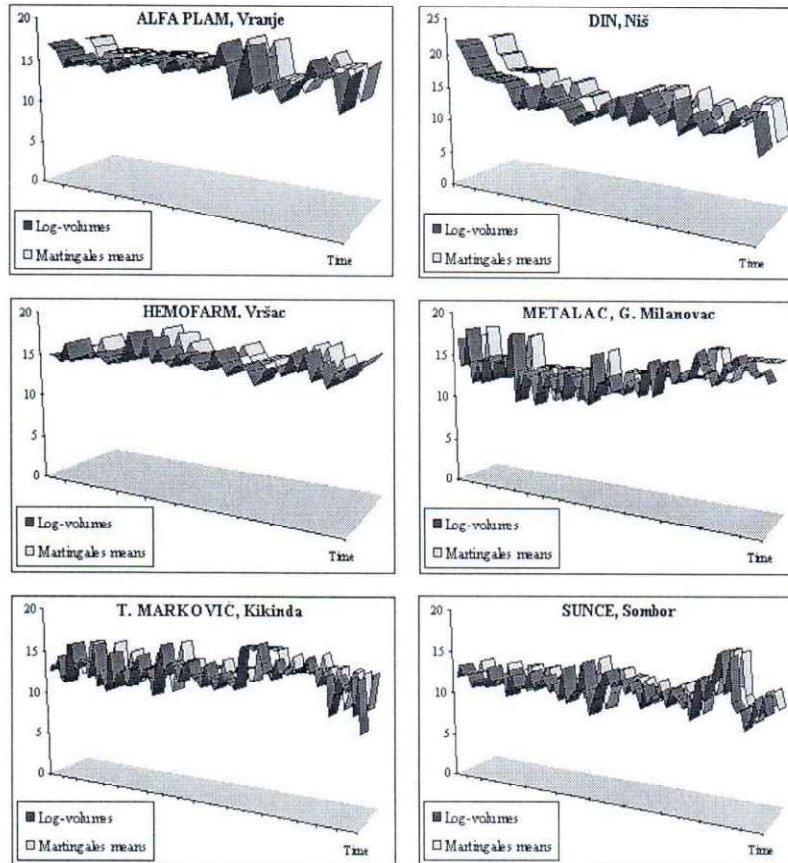 ALFA PLAM, Vranje
20
15
10
5
0
Log-volumes
Martingales means
Time
DIN, Niš
25
20
15
10
5
0
Log-volumes
Martingales means
Time
HEMOFARM. Vršac
20
15
10
5
0
Log-volumes
Martingales means
Time
METALAC, G. Milanovac
20
15
10
5
0
Log-volumes
Martingales means
Time
T. MARKOVIĆ, Kikinda
20
15
10
5
0
Log-volumes
Martingales means
Time
SUNCE, Sombor
20
15
10
5
0
Log-volumes
Martingales means
Time